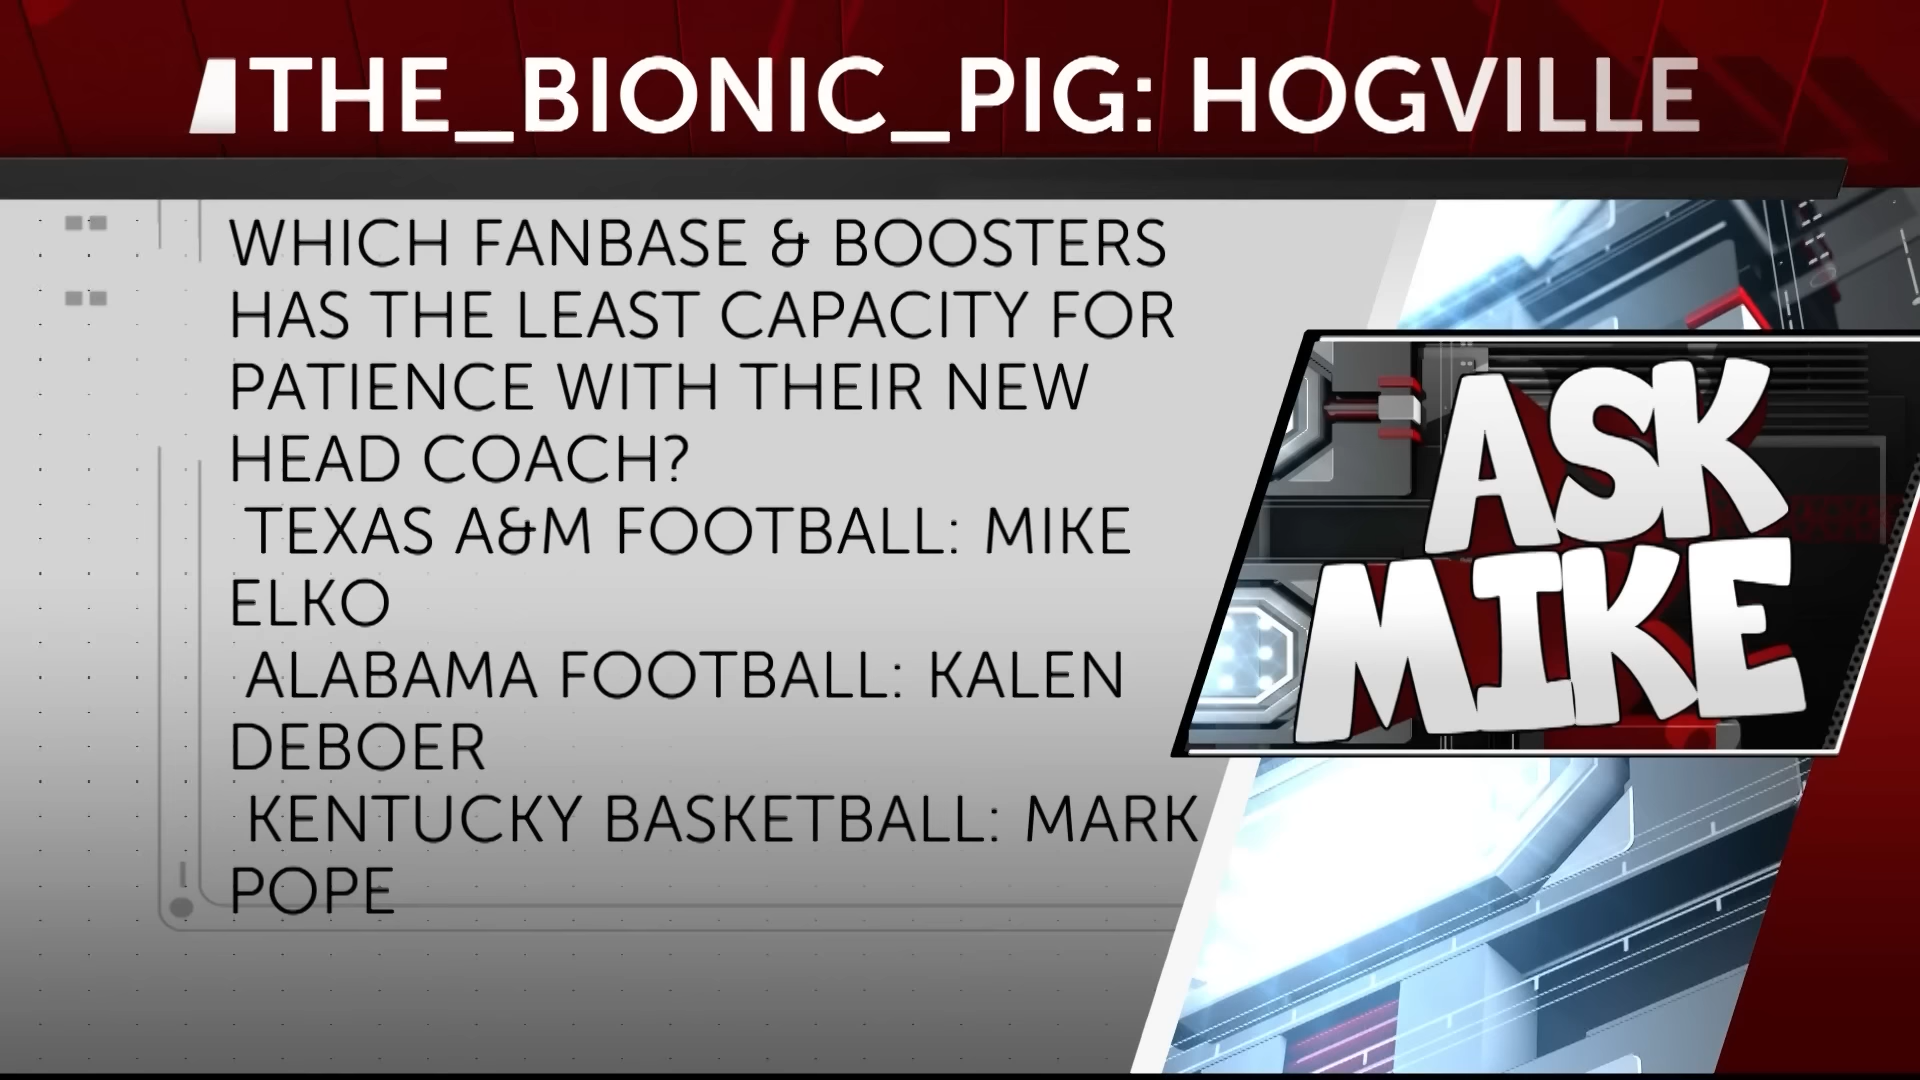 THE_BIONIC_PIG: HOGVILLE
WHICH FANBASE & BOOSTERS
HAS THE LEAST CAPACITY FOR
PATIENCE WITH THEIR NEW
HEAD COACH?
TEXAS A&M FOOTBALL: MIKE
ELKO
ALABAMA FOOTBALL: KALEN
DEBOER
KENTUCKY BASKETBALL: MARK
POPE
ASK
MIKE